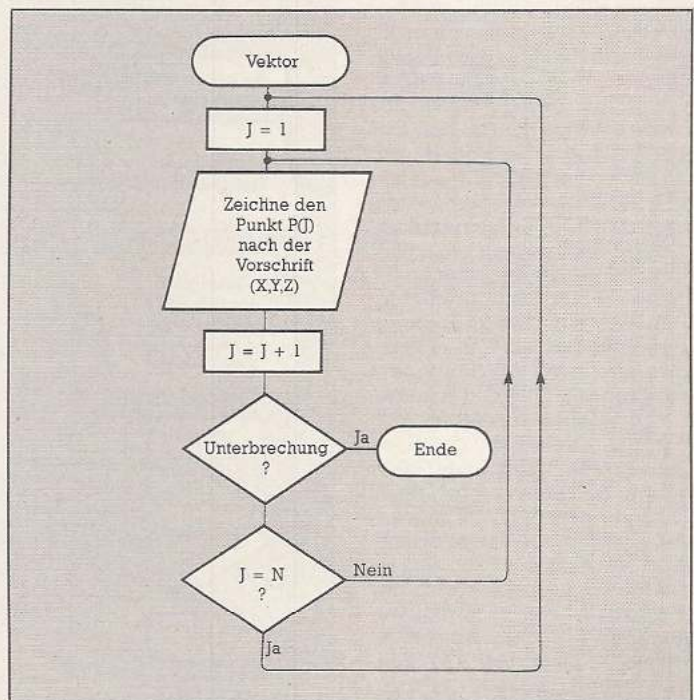 Vektor
J = 1
Zeichne den
Punkt P(J)
nach der
Vorschrift
(X,Y,Z)
J = J + 1
Unterbrechung
?
Ja
Ende
J = N
?
Nein
Ja